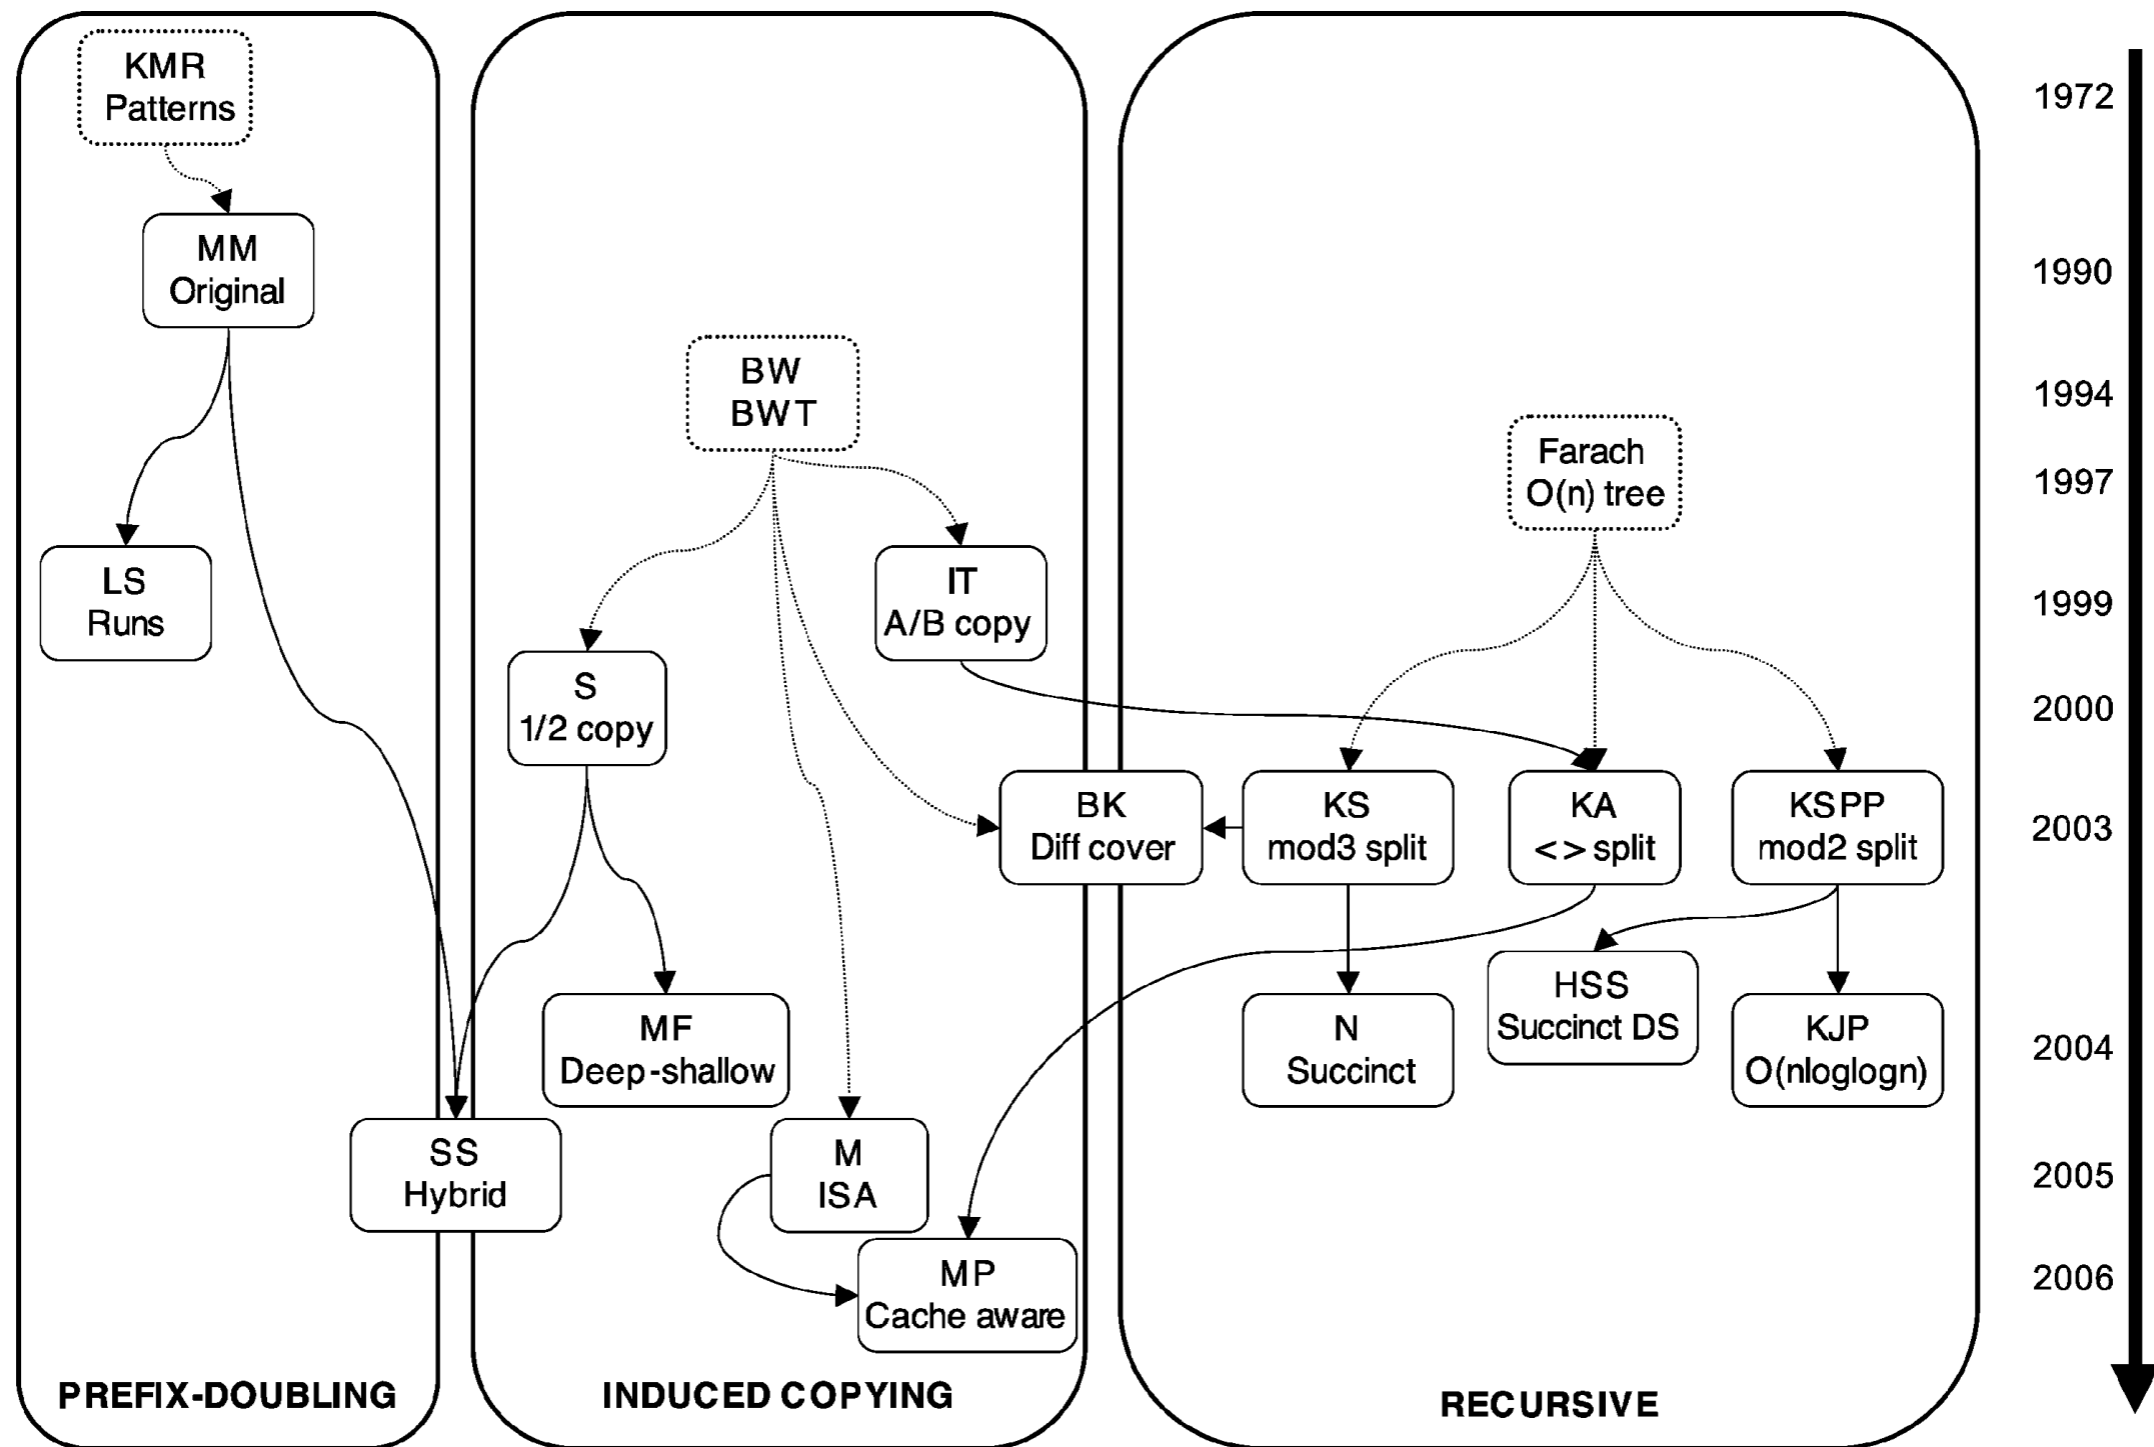 KMR
Patterns
1972
MM
Original
1990
BW
BWT
1994
Farach
O(n) tree
1997
LS
Runs
IT
A/B copy
1999
S
1/2 copy
2000
BK
Diff cover
KS
mod3 split
KA
<> split
KSPP
mod2 split
2003
HSS
Succinct DS
MF
Deep-shallow
N
Succinct
KJP
O(nloglogn)
2004
SS
Hybrid
M
ISA
2005
MP
Cache aware
2006
PREFIX-DOUBLING
INDUCED COPYING
RECURSIVE